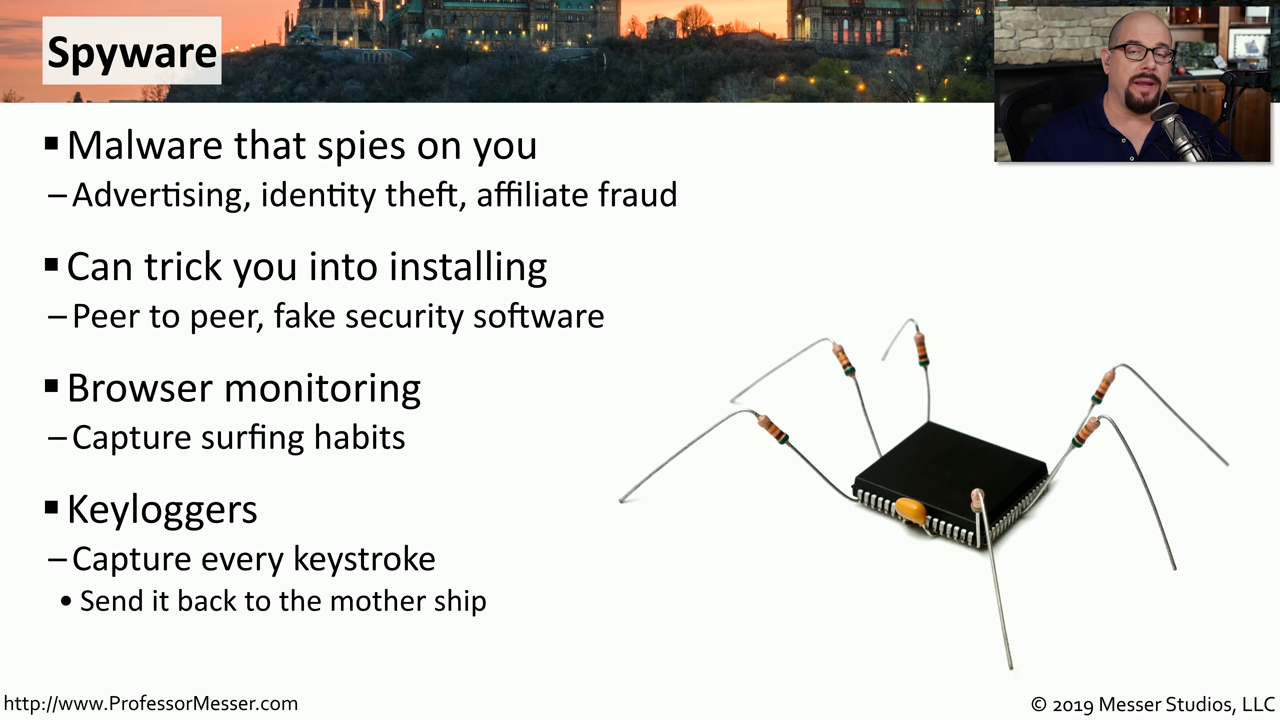 Spyware
▪ Malware that spies on you
– Advertising, identity theft, affiliate fraud
▪ Can trick you into installing
– Peer to peer, fake security software
▪ Browser monitoring
– Capture surfing habits
▪ Keyloggers
– Capture every keystroke
• Send it back to the mother ship
http://www.ProfessorMesser.com
© 2019 Messer Studios, LLC